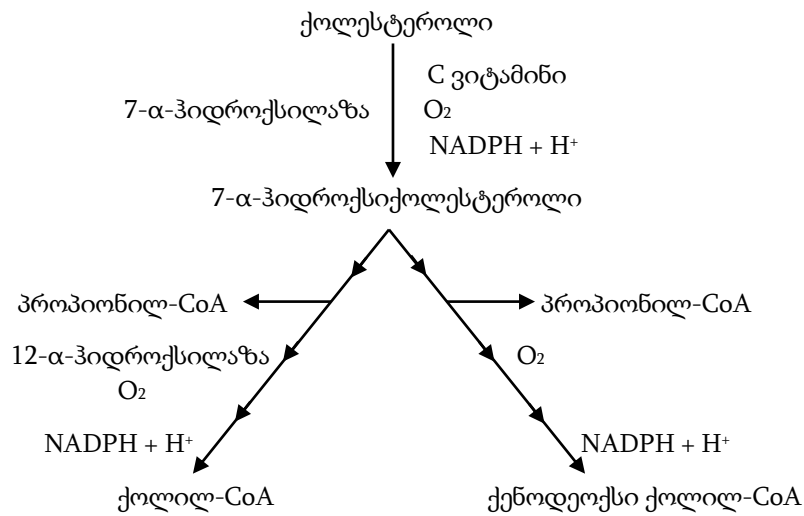 ქოლესტეროლი
C ვიტამინი
7-α-ჰიდროქსილაზა
O₂
NADPH + H⁺
7-α-ჰიდროქსიქოლესტეროლი
პროპიონილ-CoA
პროპიონილ-CoA
12-α-ჰიდროქსილაზა
O₂
O₂
NADPH + H⁺
NADPH + H⁺
ქოლილ-CoA
ქენოდეოქსი ქოლილ-CoA